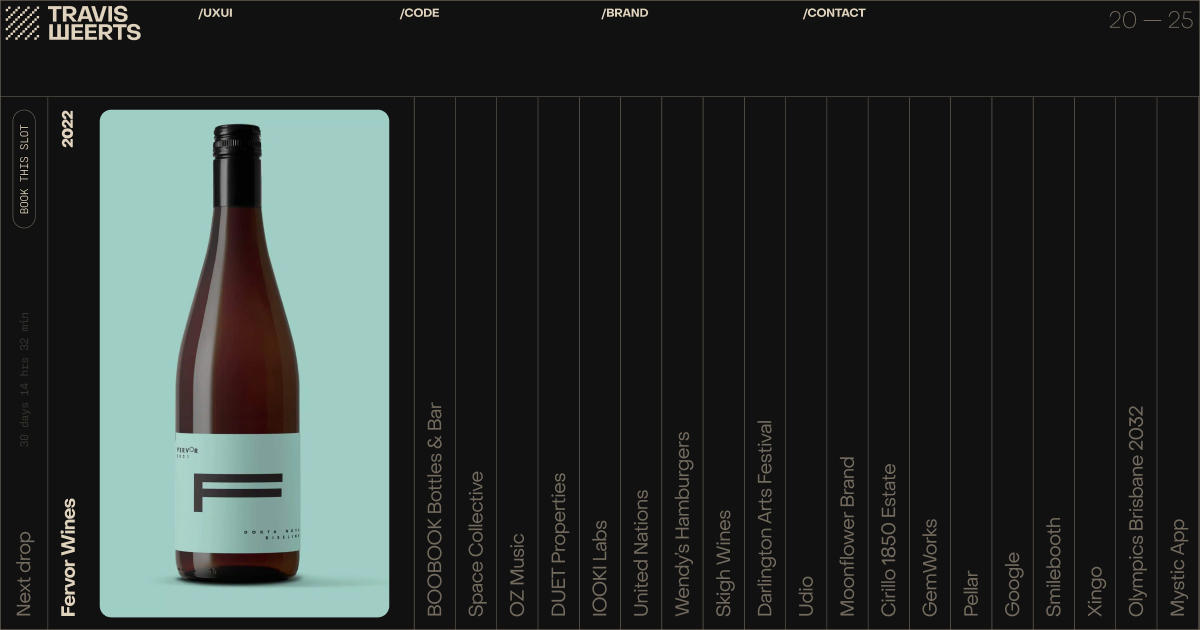 TRAVIS
WEERTS
/UXUI
/CODE
/BRAND
/CONTACT
20 — 25
BOOK THIS SLOT
30 days 14 hrs 32 min
Next drop
2022
Fervor Wines
F
BOOBOOK Bottles & Bar
Space Collective
OZ Music
DUET Properties
IOOKI Labs
United Nations
Wendy's Hamburgers
Skigh Wines
Darlington Arts Festival
Udio
Moonflower Brand
Cirillo 1850 Estate
GemWorks
Pellar
Google
Smilebooth
Xingo
Olympics Brisbane 2032
Mystic App